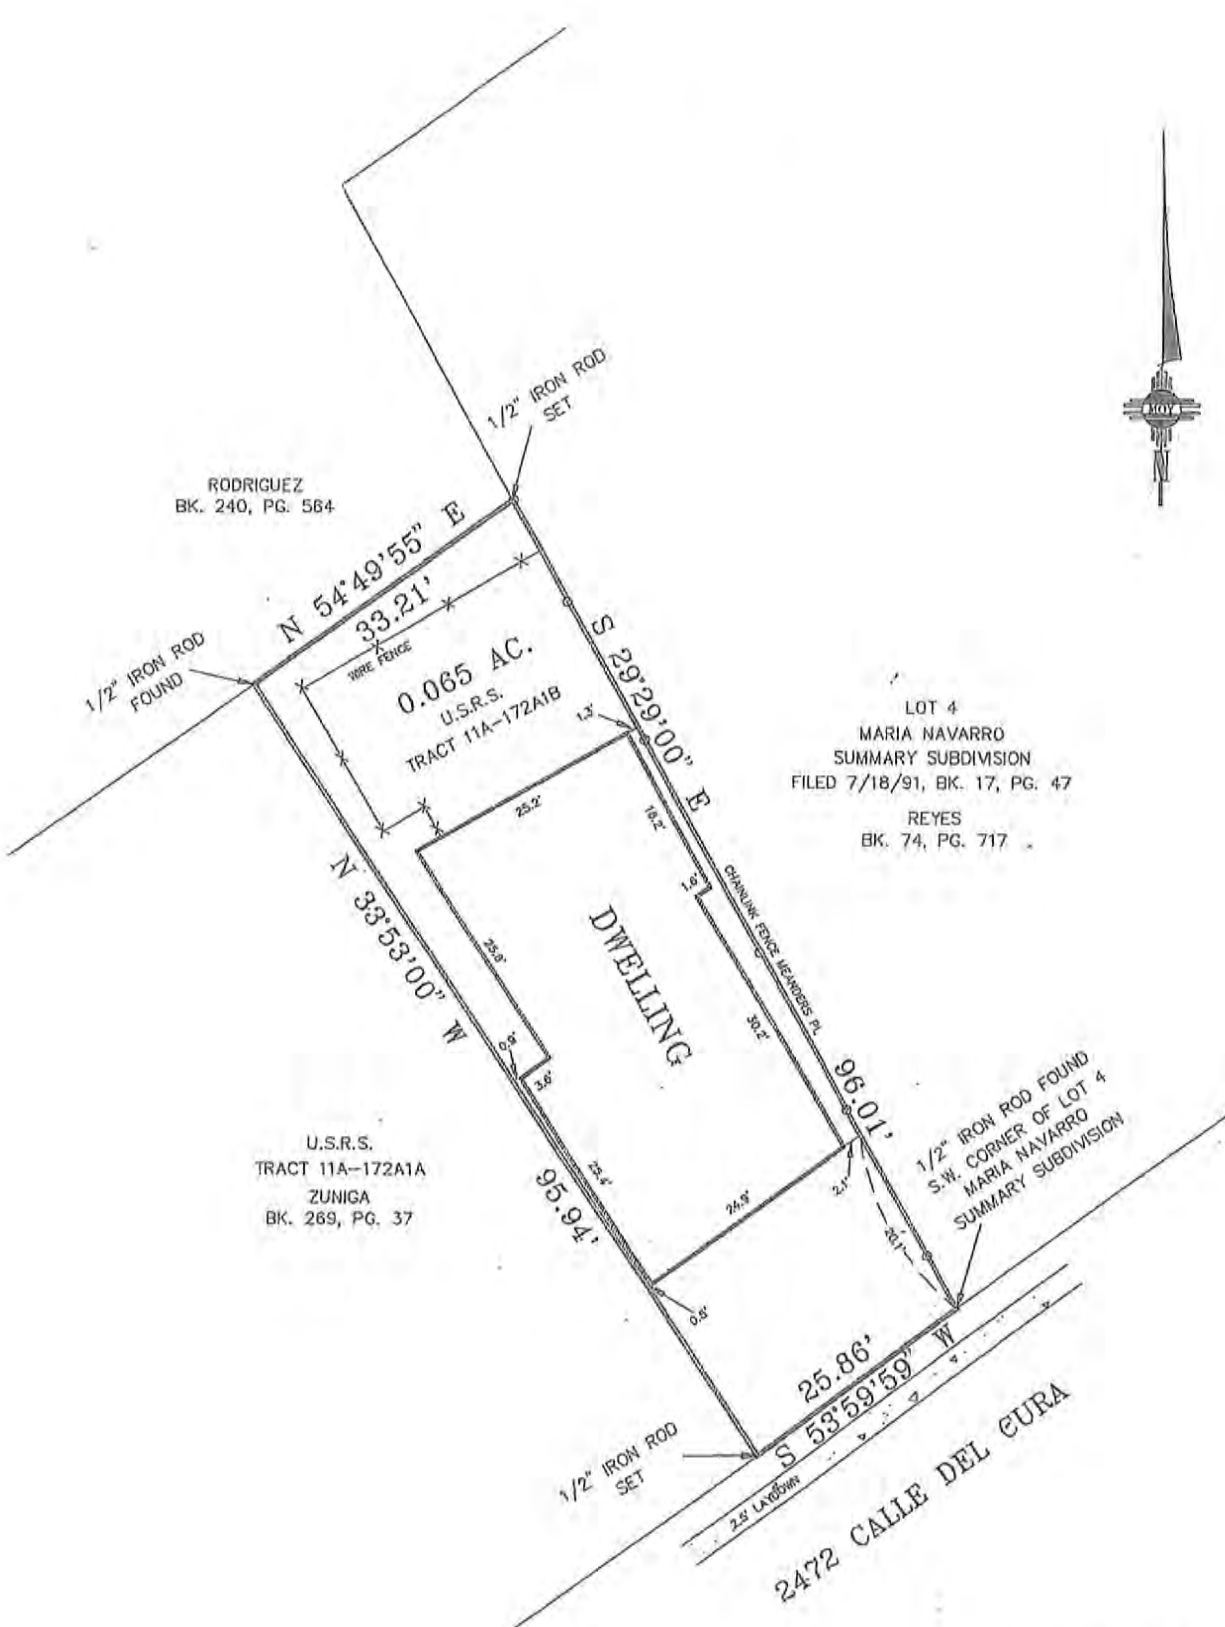 1/2" IRON ROD
SET
MOY
N
RODRIGUEZ
BK. 240, PG. 564
N 54°49'55" E
33.21'
WIRE FENCE
1/2" IRON ROD
FOUND
0.065 AC.
U.S.R.S.
TRACT 11A-172A1B
S 29°29'00" E
96.01'
1.3'
LOT 4
MARIA NAVARRO
SUMMARY SUBDIVISION
FILED 7/18/91, BK. 17, PG. 47
REYES
BK. 74, PG. 717
25.2'
18.2'
CHAINLINK FENCE MEANDERS PL
N 33°53'00" W
95.94'
DWELLING
25.8'
30.2'
0.9'
3.6'
1/2" IRON ROD FOUND
S.W. CORNER OF LOT 4
MARIA NAVARRO
SUMMARY SUBDIVISION
U.S.R.S.
TRACT 11A-172A1A
ZUNIGA
BK. 269, PG. 37
24.9'
2.1'
20.1'
25.86'
S 53°59'59" W
1/2" IRON ROD
SET
2.5' LAYDOWN
2472 CALLE DEL CURA